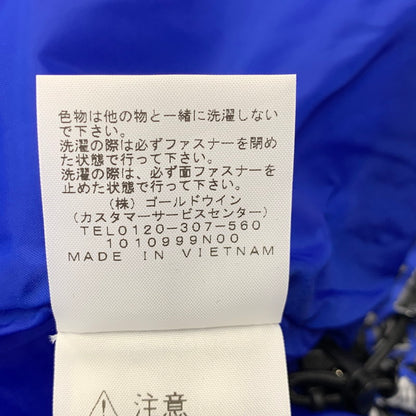 色物は他の物と一緒に洗濯しない
で下さい。
洗濯の際は必ずファスナーを閉め
た状態で行って下さい。
洗濯の際は、必ず面ファスナーを
止めた状態で行って下さい。
(株)ゴールドウイン
(カスタマーサービスセンター)
TEL0120-307-560
1010999N00
MADE IN VIETNAM
注意